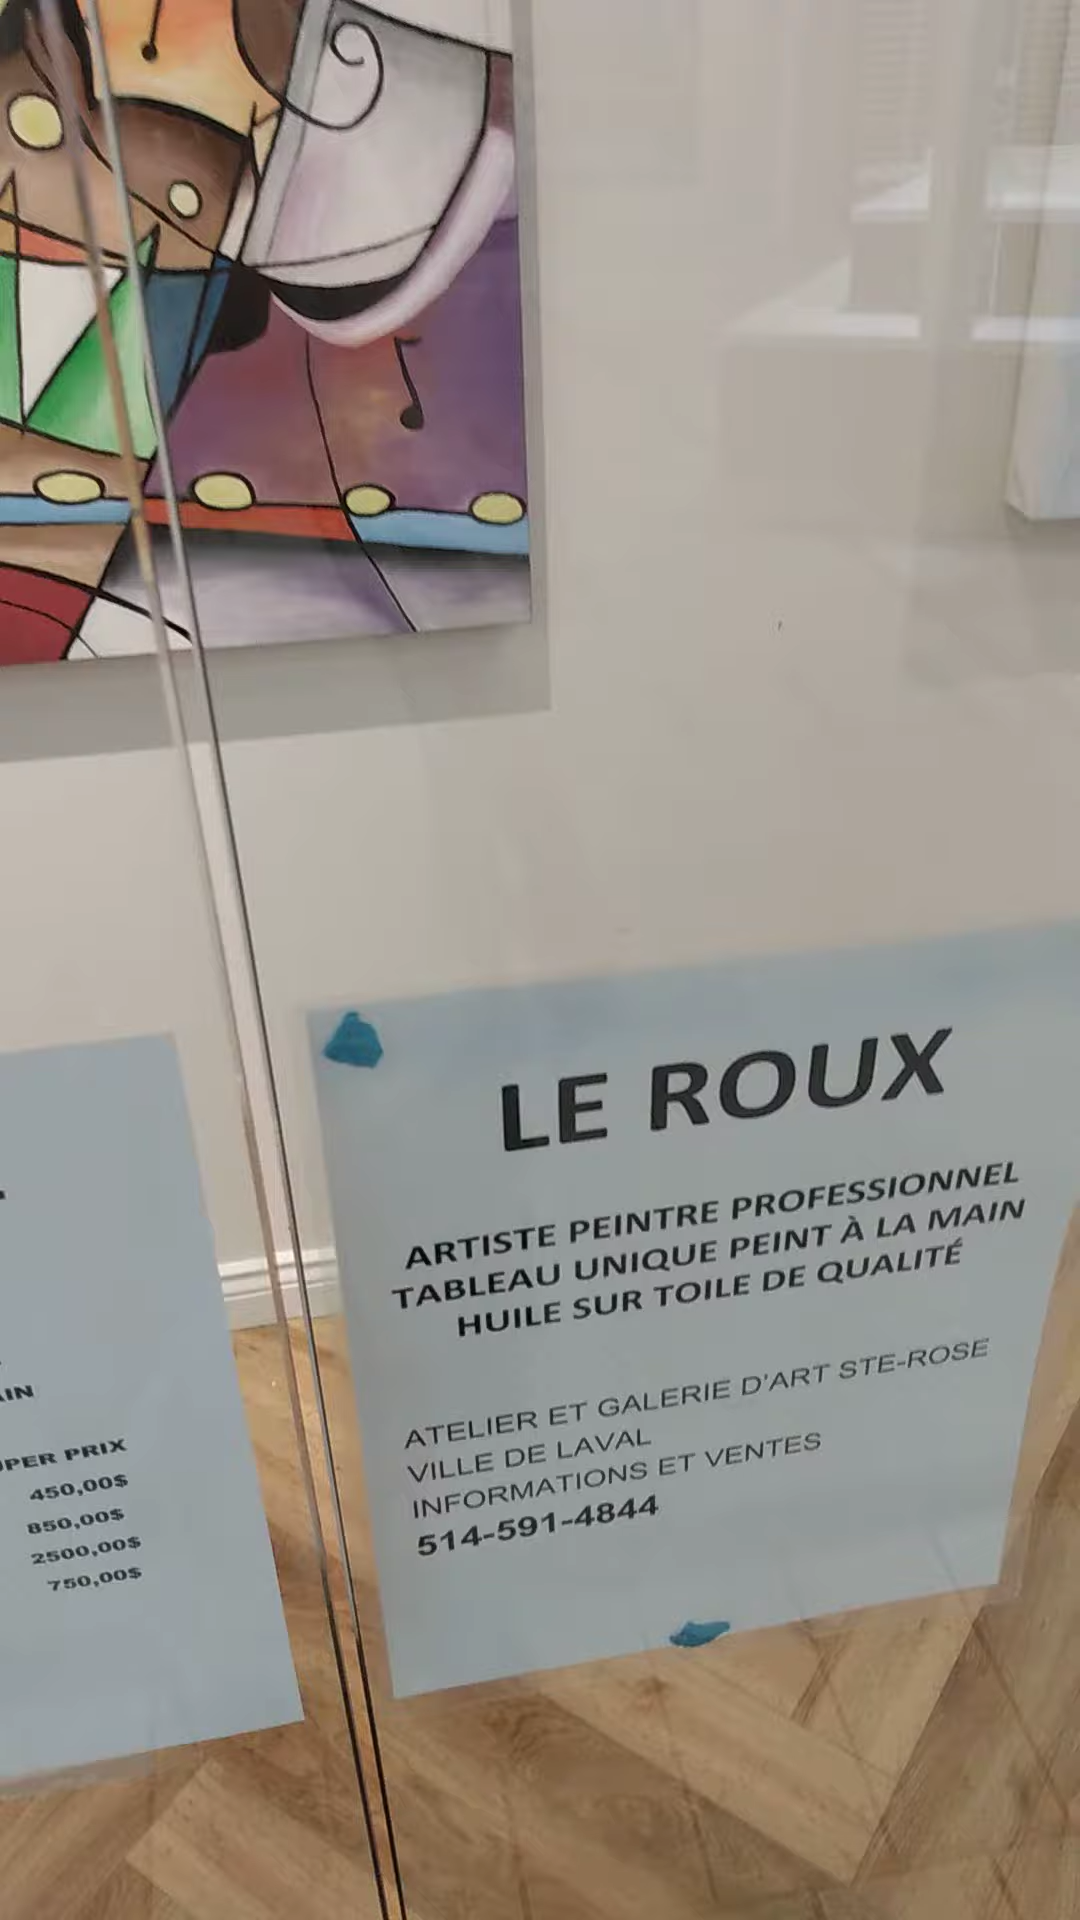 LE ROUX
ARTISTE PEINTRE PROFESSIONNEL
TABLEAU UNIQUE PEINT À LA MAIN
HUILE SUR TOILE DE QUALITÉ
ATELIER ET GALERIE D'ART STE-ROSE
VILLE DE LAVAL
INFORMATIONS ET VENTES
514-591-4844
PRIX
450,00$
850,00$
2500,00$
750,00$